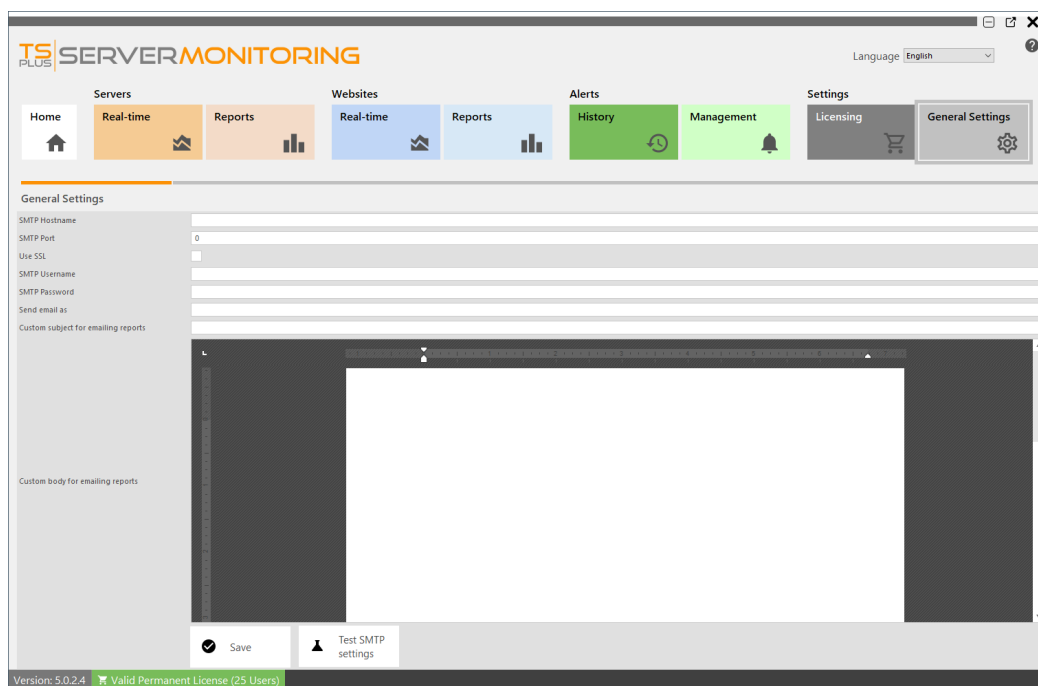 TS PLUS SERVERMONITORING
Language English
Servers Websites Alerts Settings
Home Real-time Reports Real-time Reports History Management Licensing General Settings
General Settings
SMTP Hostname
SMTP Port 0
Use SSL
SMTP Username
SMTP Password
Send email as
Custom subject for emailing reports
Custom body for emailing reports
Save
Test SMTP
settings
Version: 5.0.2.4 Valid Permanent License (25 Users)